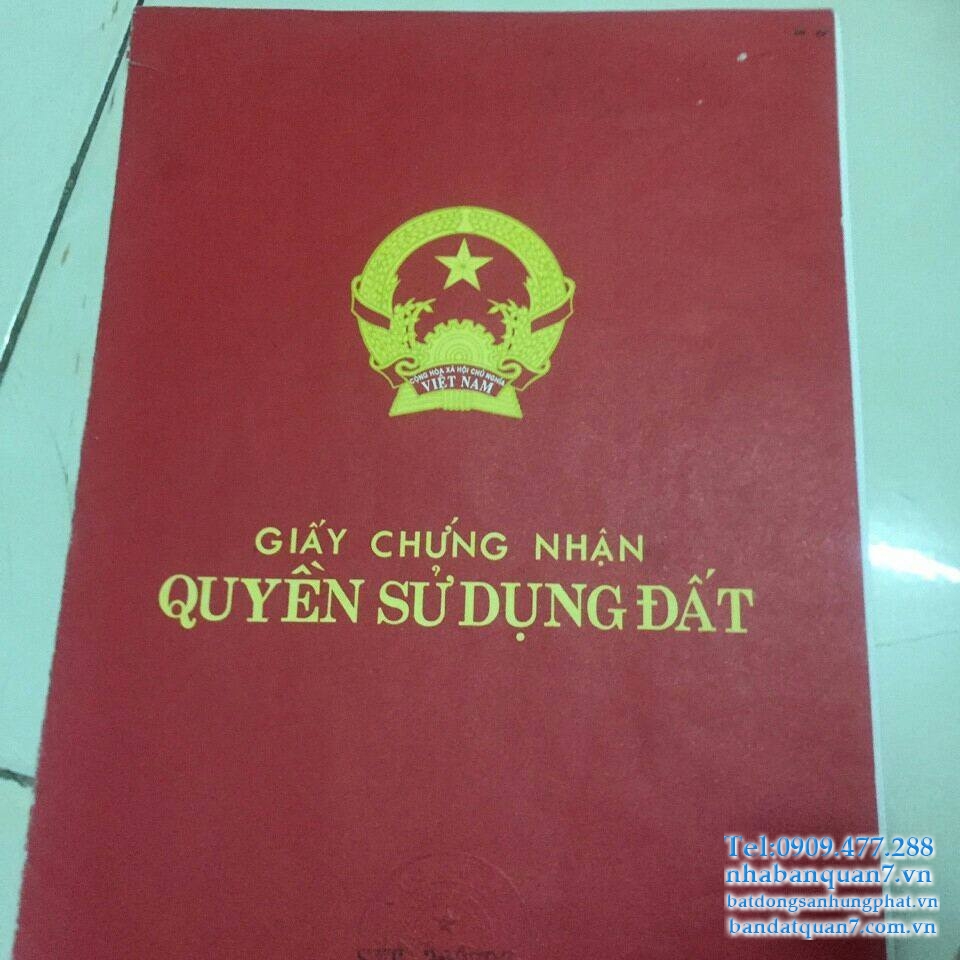 CỘNG HÒA XÃ HỘI CHỦ NGHĨA
VIỆT NAM
GIẤY CHỨNG NHẬN
QUYỀN SỬ DỤNG ĐẤT
Tel:0909.477.288
nhabanquan7.vn
batdongsanhungphat.vn
bandatquan7.com.vn